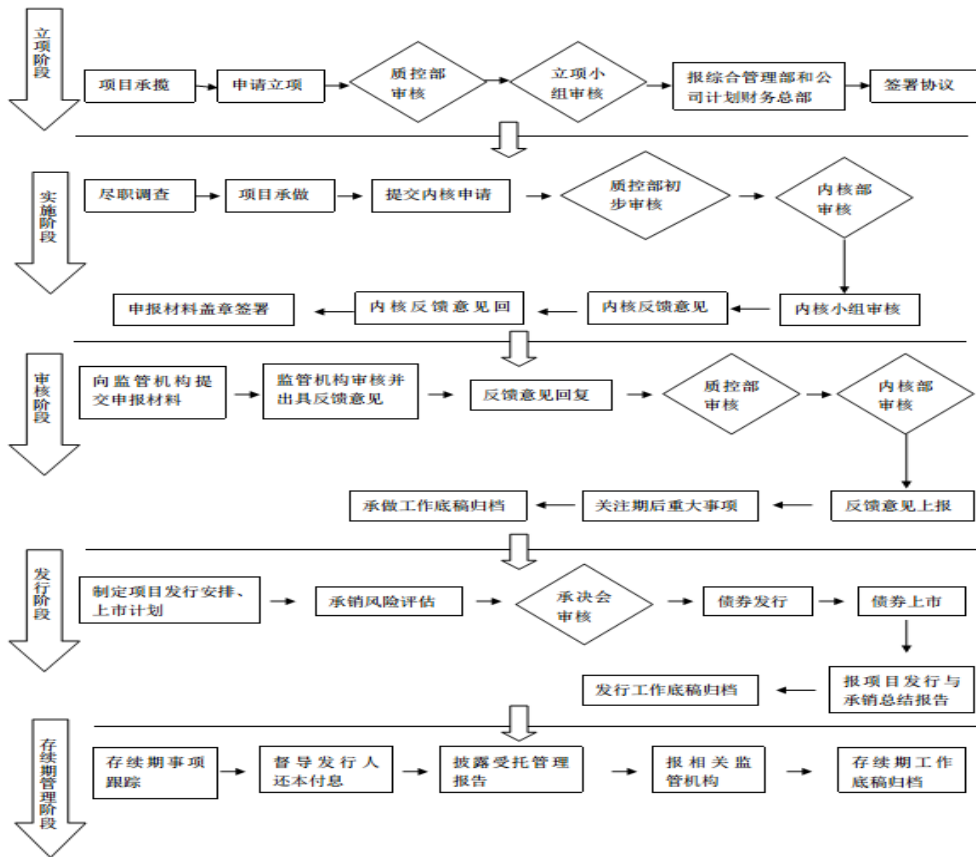 立项阶段
项目承揽
申请立项
质控部
审核
立项小
组审核
报综合管理部和公
司计划财务总部
签署协议
实施阶段
尽职调查
项目承做
提交内核申请
质控部初
步审核
内核部
审核
内核小组审核
内核反馈意见
内核反馈意见回
申报材料盖章签署
审核阶段
向监管机构提
交申报材料
监管机构审核并
出具反馈意见
反馈意见回复
质控部
审核
内核部
审核
反馈意见上报
关注期后重大事项
承做工作底稿归档
发行阶段
制定项目发行安排、
上市计划
承销风险评估
承决会
审核
债券发行
债券上市
报项目发行与
承销总结报告
发行工作底稿归档
存续期管理阶段
存续期事项
跟踪
督导发行人
还本付息
披露受托管理
报告
报相关监
管机构
存续期工作
底稿归档